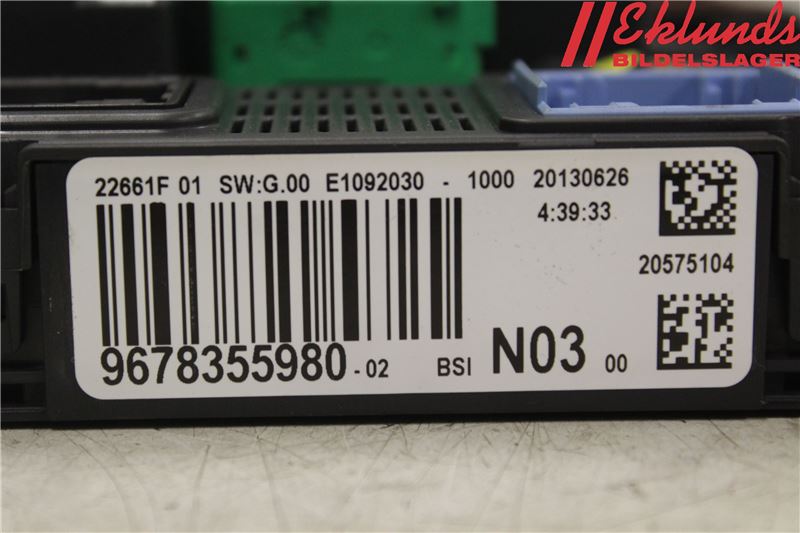 Eklunds
BILDELSLAGER
22661F 01 SW:G.00 E1092030 - 1000 20130626
4:39:33
20575104
9678355980-02 BSI N03 00